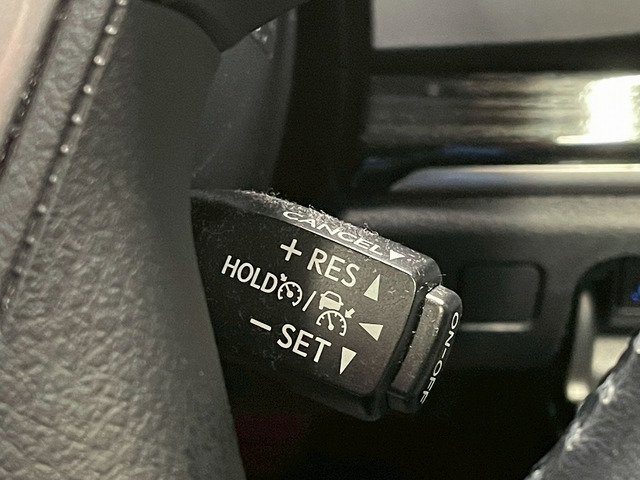 CANCEL▼
+ RES ▲
HOLD / ◀
− SET ▼
ON-OFF